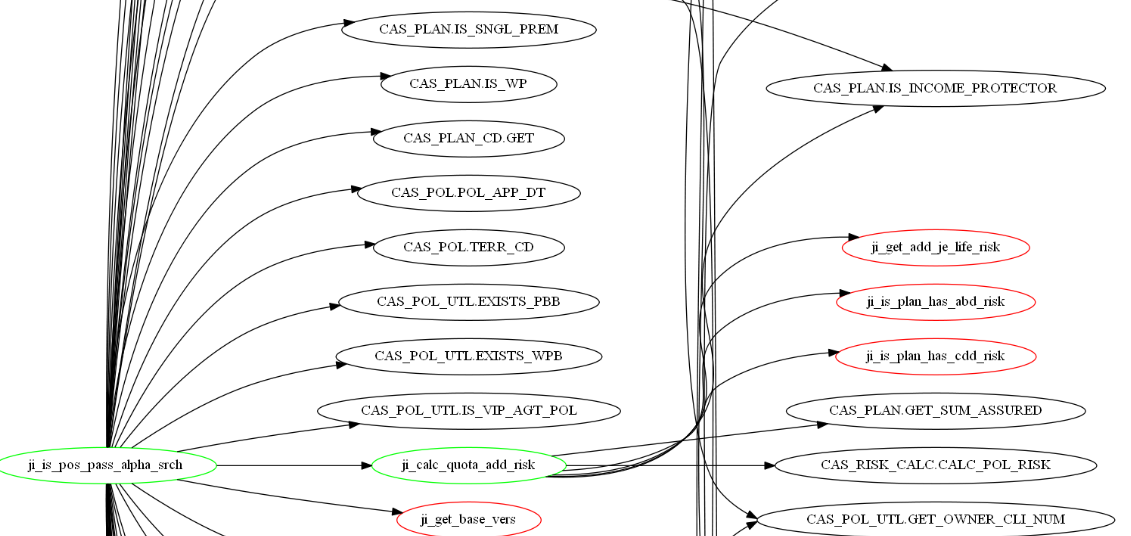 CAS_PLAN.IS_SNGL_PREM
CAS_PLAN.IS_WP
CAS_PLAN.IS_INCOME_PROTECTOR
CAS_PLAN_CD.GET
CAS_POL.POL_APP_DT
CAS_POL.TERR_CD
ji_get_add_je_life_risk
CAS_POL_UTL.EXISTS_PBB
ji_is_plan_has_abd_risk
CAS_POL_UTL.EXISTS_WPB
ji_is_plan_has_cdd_risk
CAS_POL_UTL.IS_VIP_AGT_POL
CAS_PLAN.GET_SUM_ASSURED
ji_is_pos_pass_alpha_srch
ji_calc_quota_add_risk
CAS_RISK_CALC.CALC_POL_RISK
ji_get_base_vers
CAS_POL_UTL.GET_OWNER_CLI_NUM